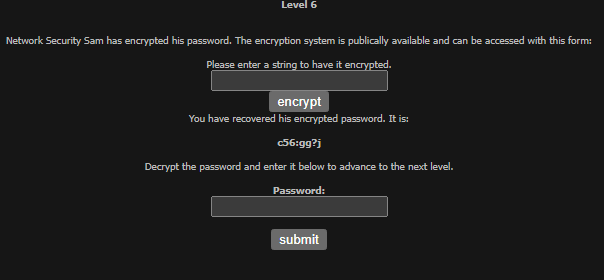 Level 6
Network Security Sam has encrypted his password. The encryption system is publically available and can be accessed with this form:
Please enter a string to have it encrypted.
encrypt
You have recovered his encrypted password. It is:
c56:gg?j
Decrypt the password and enter it below to advance to the next level.
Password:
submit